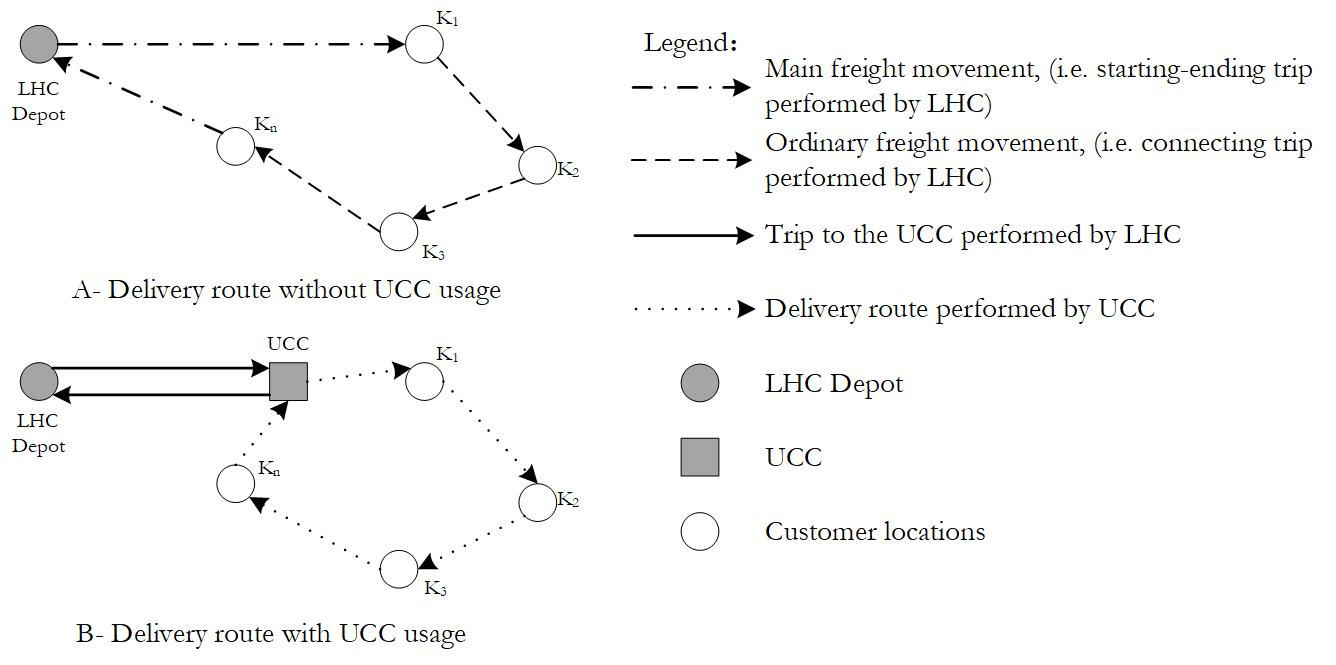 K₁
LHC
Depot
Kₙ
K₂
K₃
A- Delivery route without UCC usage
UCC
K₁
LHC
Depot
Kₙ
K₂
K₃
B- Delivery route with UCC usage
Legend:
Main freight movement, (i.e. starting-ending trip
performed by LHC)
Ordinary freight movement, (i.e. connecting trip
performed by LHC)
Trip to the UCC performed by LHC
Delivery route performed by UCC
LHC Depot
UCC
Customer locations